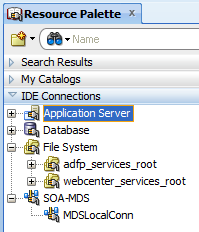 Resource Palette
Name
Search Results
My Catalogs
IDE Connections
Application Server
Database
File System
adfp_services_root
webcenter_services_root
SOA-MDS
MDSLocalConn